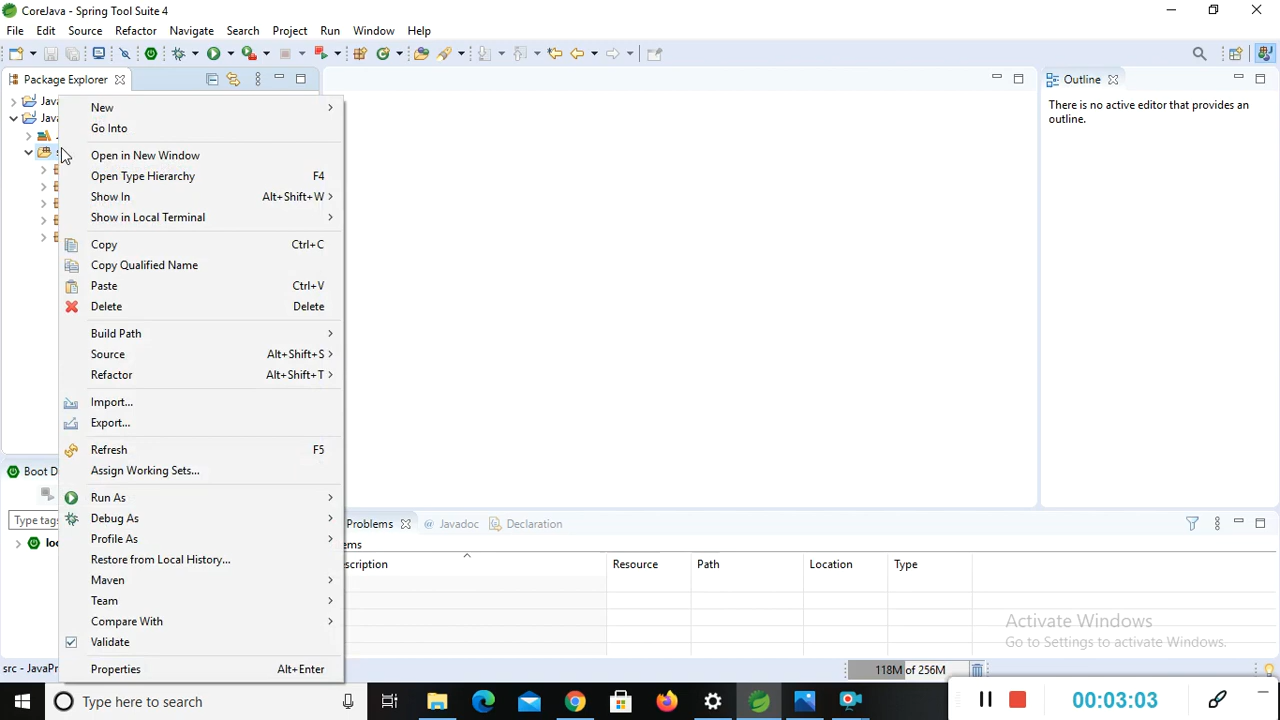 CoreJava - Spring Tool Suite 4
File Edit Source Refactor Navigate Search Project Run Window Help
Package Explorer
Outline
There is no active editor that provides an
outline.
New
Go Into
Open in New Window
Open Type Hierarchy F4
Show In Alt+Shift+W
Show in Local Terminal
Copy Ctrl+C
Copy Qualified Name
Paste Ctrl+V
Delete Delete
Build Path
Source Alt+Shift+S
Refactor Alt+Shift+T
Import...
Export...
Refresh F5
Assign Working Sets...
Run As
Debug As
Profile As
Restore from Local History...
Maven
Team
Compare With
Validate
Properties Alt+Enter
Boot D
Type tags
Problems Javadoc Declaration
Resource Path Location Type
Activate Windows
Go to Settings to activate Windows.
118M of 256M
Type here to search
00:03:03